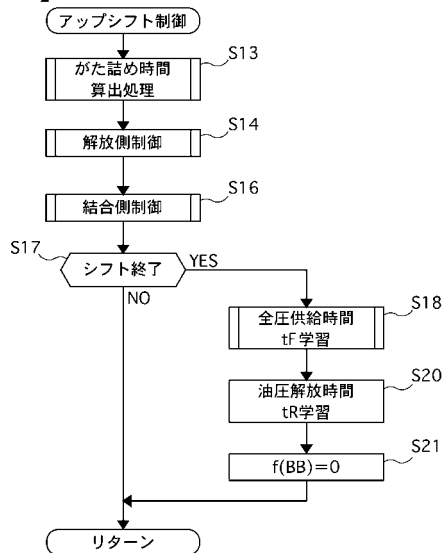 アップシフト制御
がた詰め時間
算出処理
S13
解放側制御
S14
結合側制御
S16
S17
シフト終了
YES
NO
全圧供給時間
tF学習
S18
油圧解放時間
tR学習
S20
f(BB)=0
S21
リターン